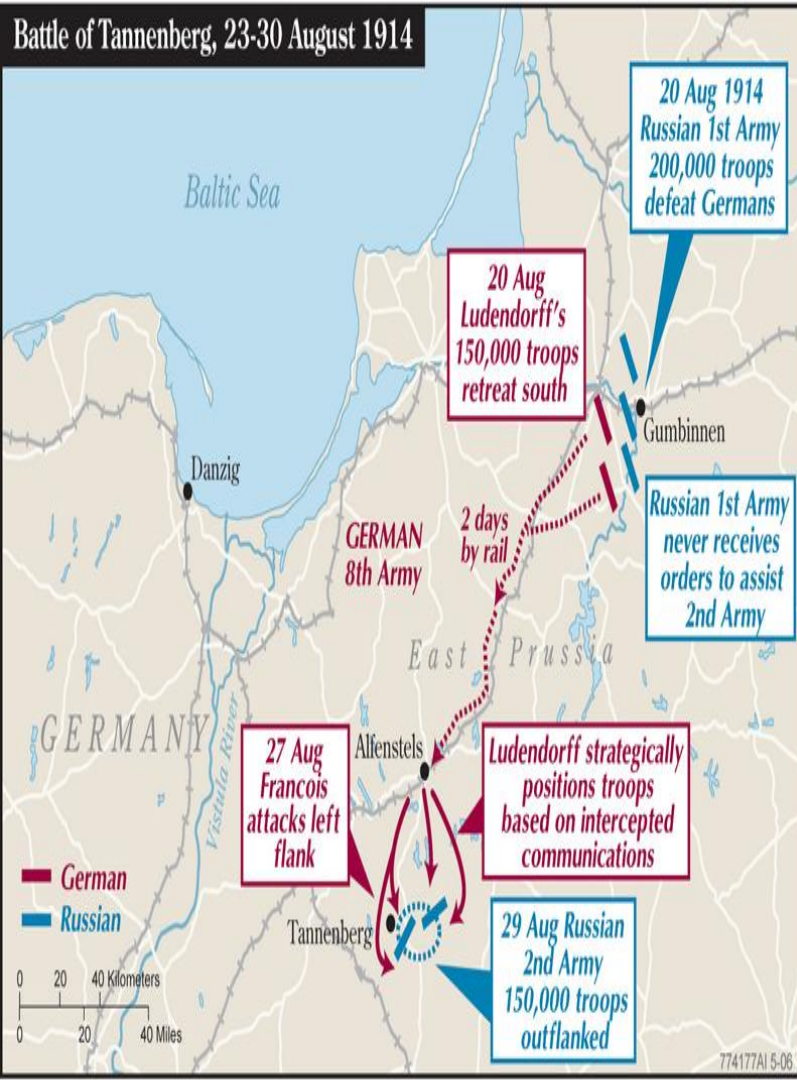 Battle of Tannenberg, 23-30 August 1914
Baltic Sea
20 Aug 1914
Russian 1st Army
200,000 troops
defeat Germans
20 Aug
Ludendorff's
150,000 troops
retreat south
Gumbinnen
Danzig
GERMAN
8th Army
2 days
by rail
Russian 1st Army
never receives
orders to assist
2nd Army
East Prussia
GERMANY
Vistula River
27 Aug
Francois
attacks left
flank
Alfenstels
Ludendorff strategically
positions troops
based on intercepted
communications
German
Russian
Tannenberg
29 Aug Russian
2nd Army
150,000 troops
outflanked
0 20 40 Kilometers
0 20 40 Miles
774177AI 5-06